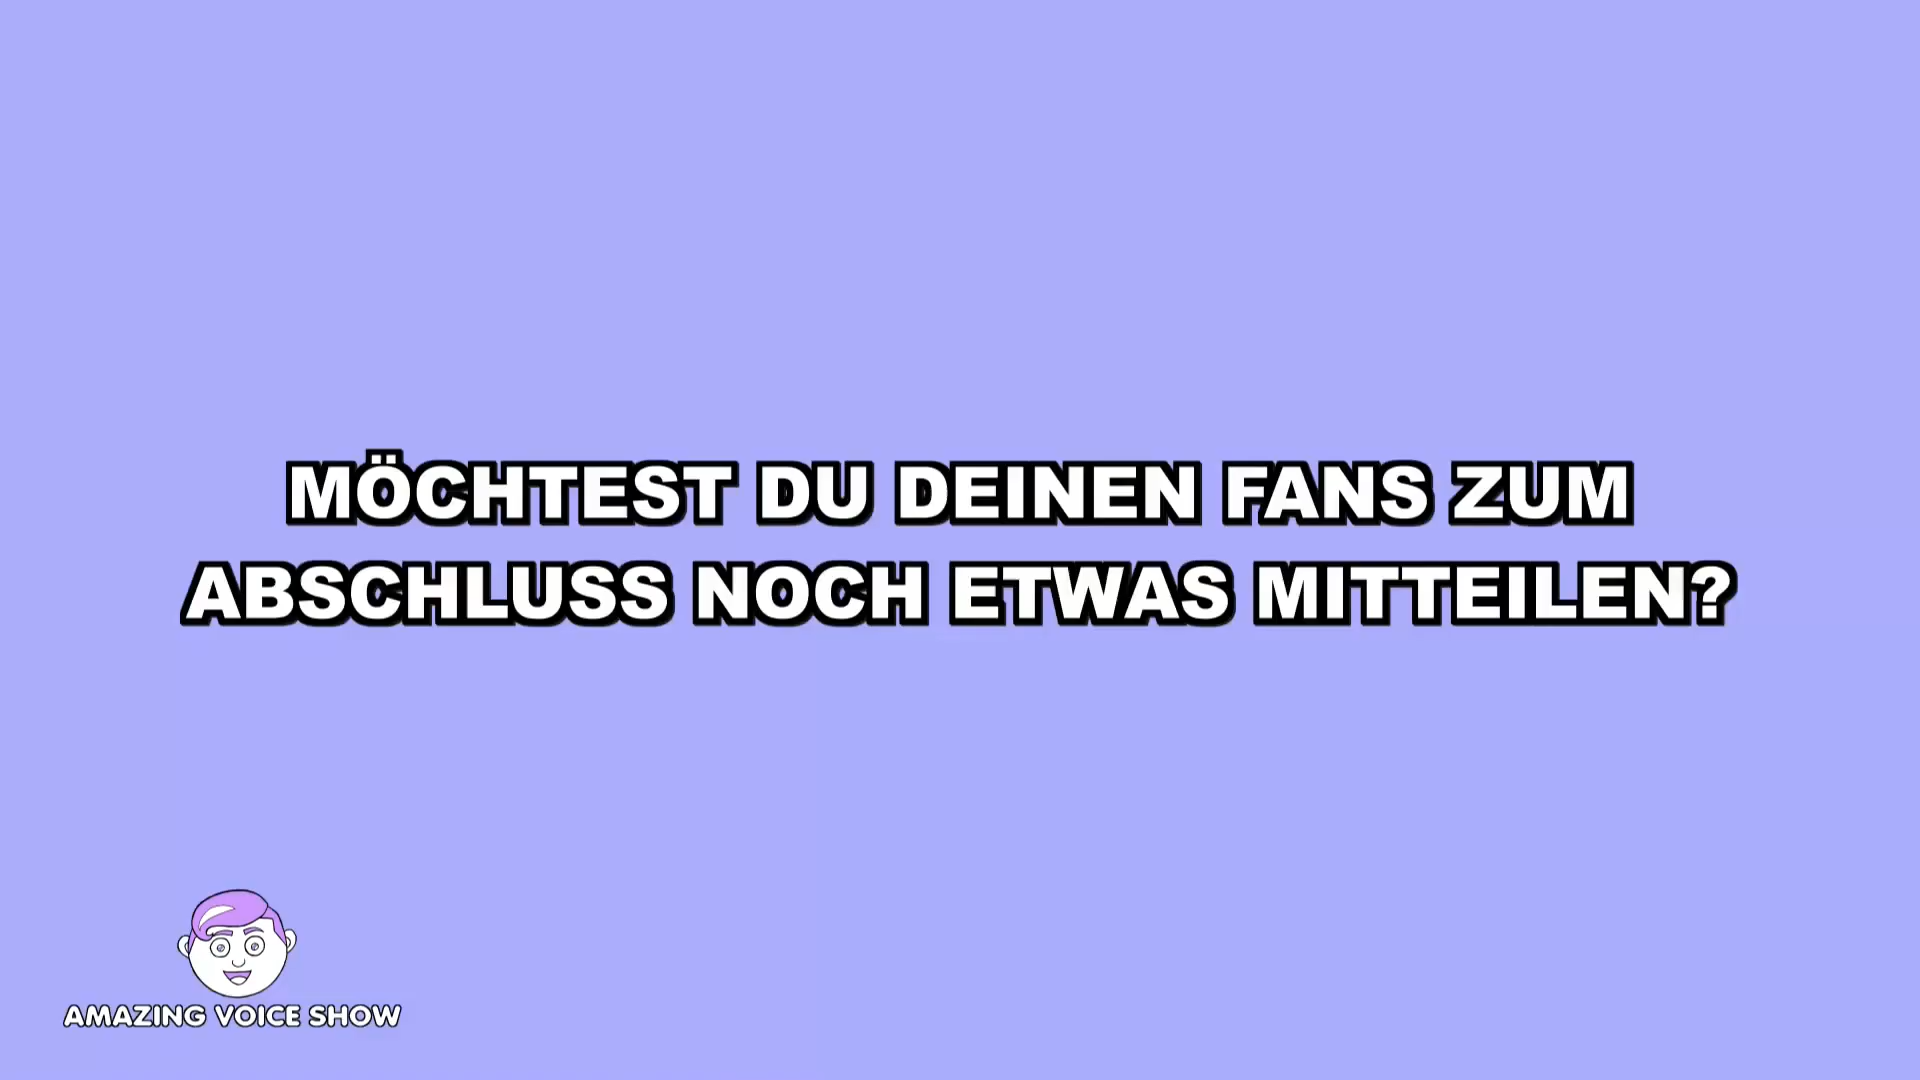 MÖCHTEST DU DEINEN FANS ZUM
ABSCHLUSS NOCH ETWAS MITTEILEN?
AMAZING VOICE SHOW